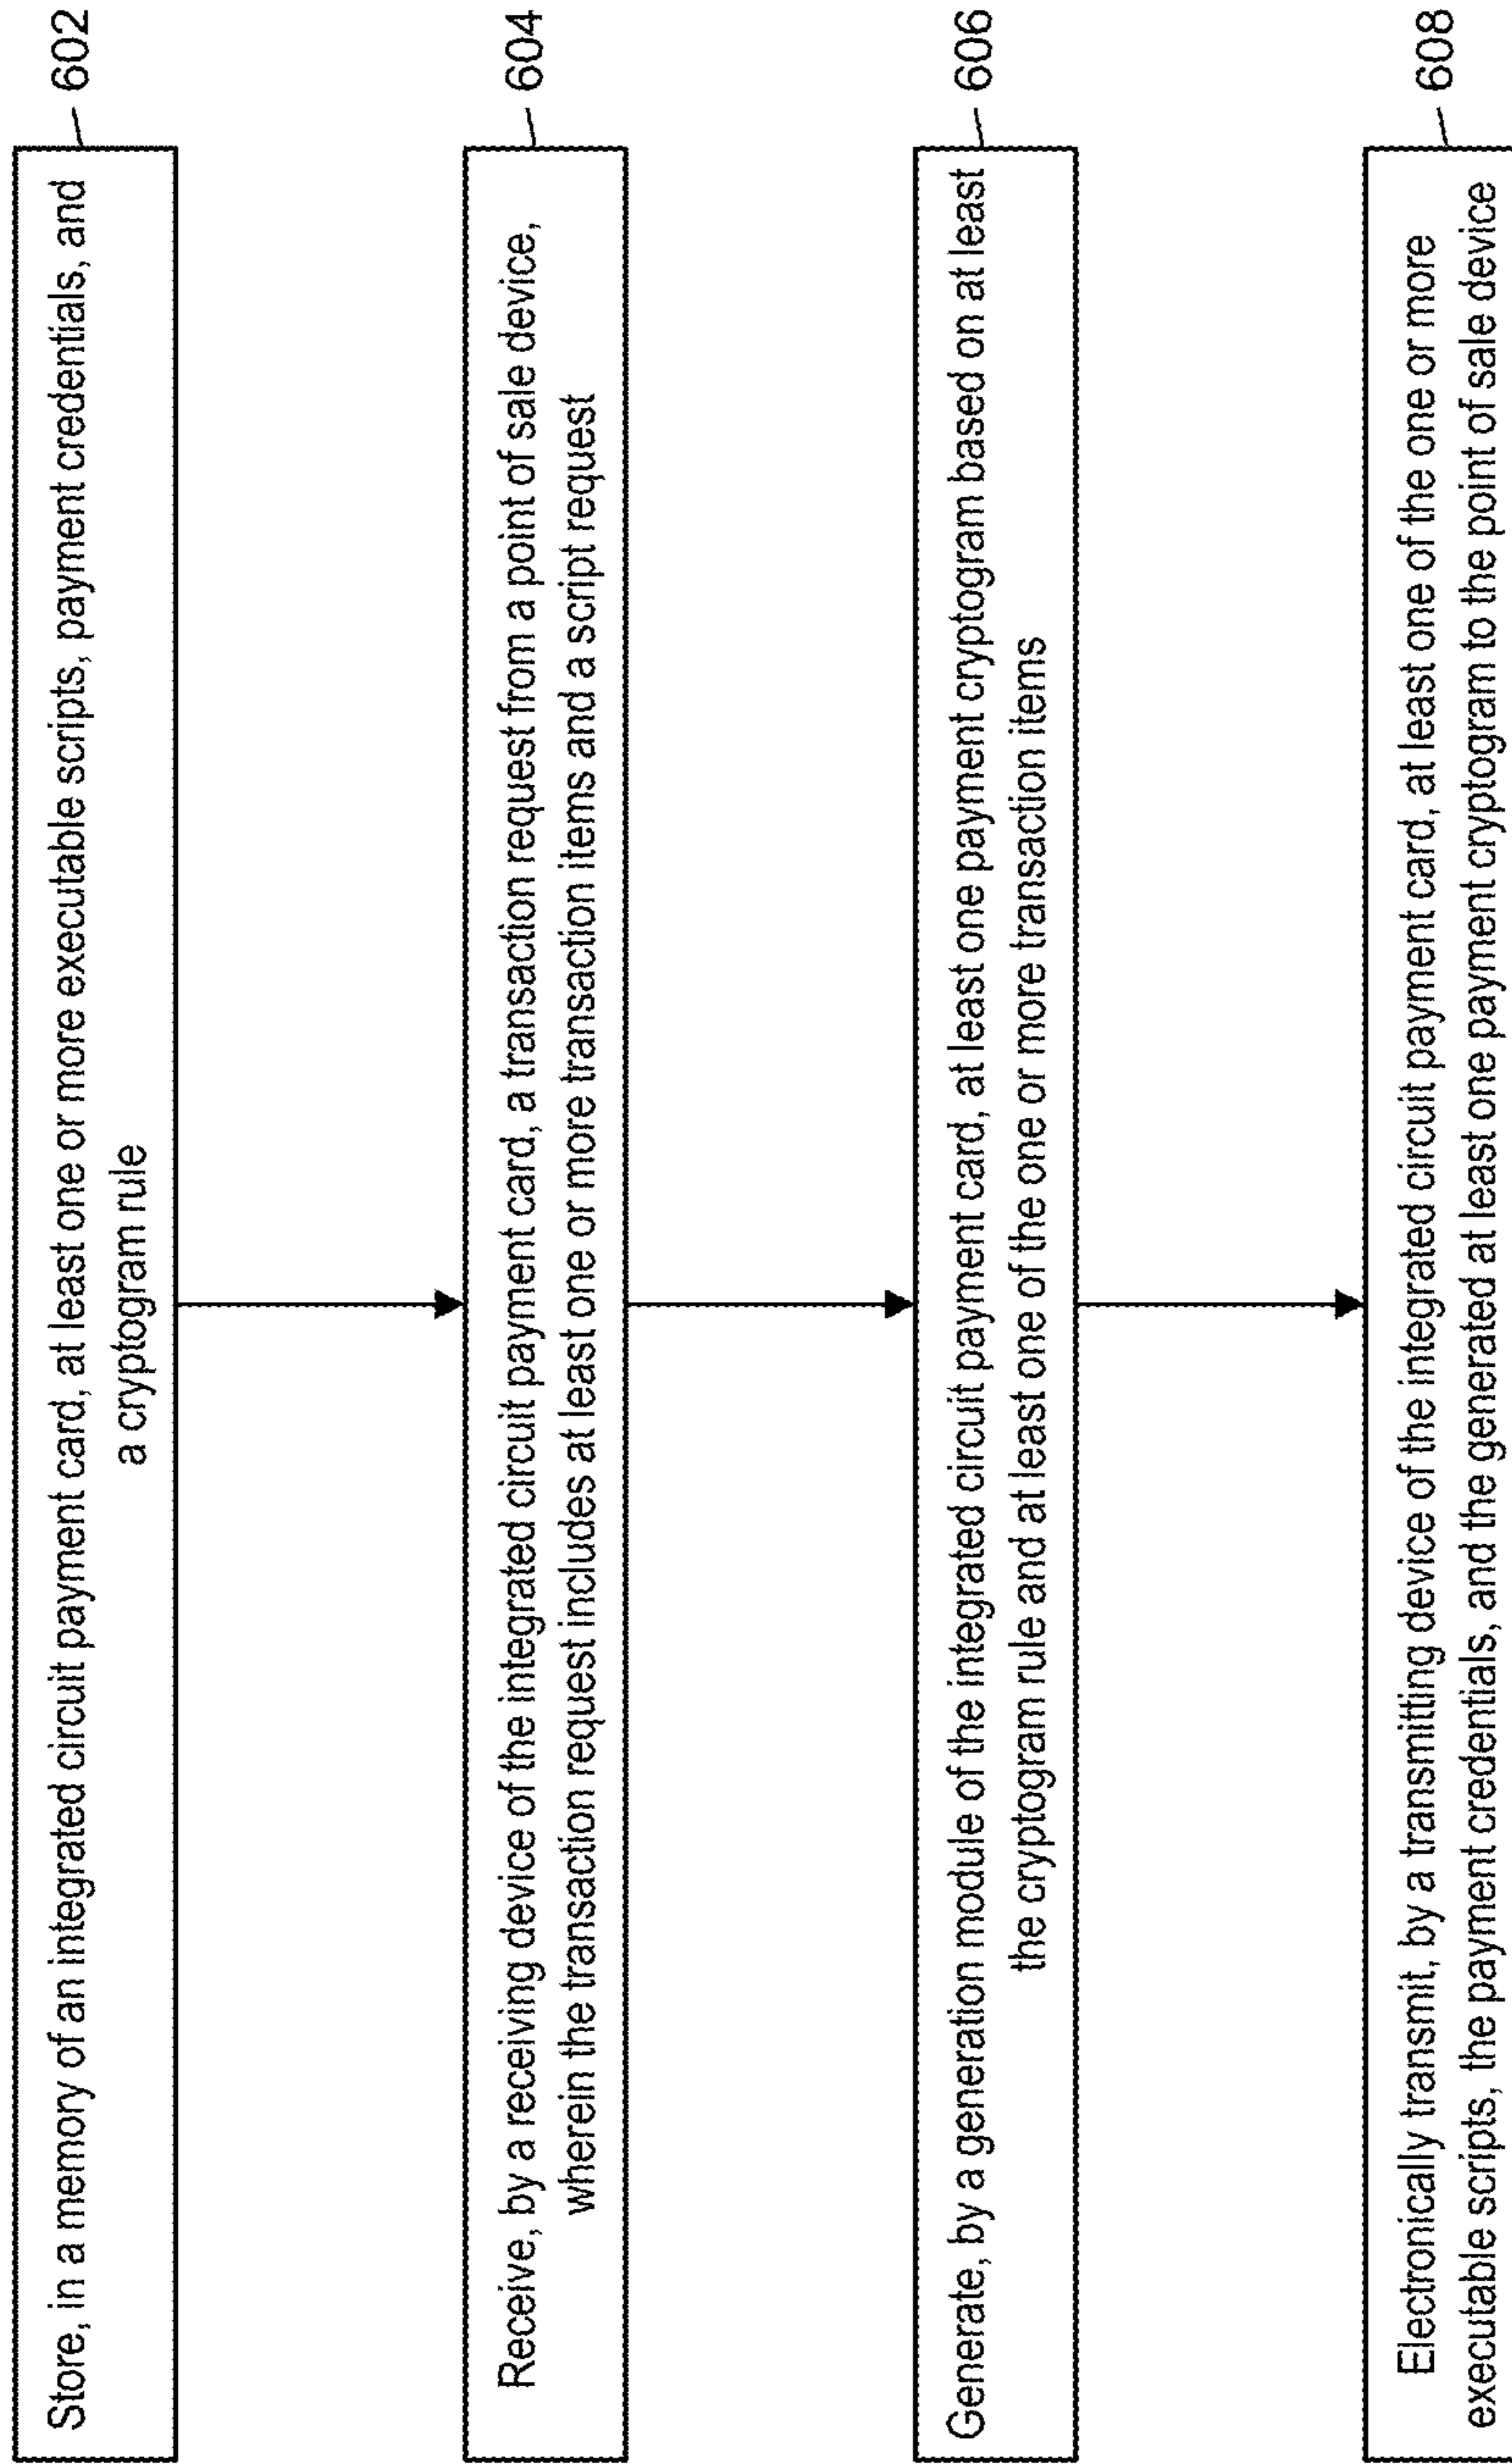 Store, in a memory of an integrated circuit payment card, at least one or more executable scripts, payment credentials, and
a cryptogram rule
602
Receive, by a receiving device of the integrated circuit payment card, a transaction request from a point of sale device,
wherein the transaction request includes at least one or more transaction items and a script request
604
Generate, by a generation module of the integrated circuit payment card, at least one payment cryptogram based on at least
the cryptogram rule and at least one of the one or more transaction items
606
Electronically transmit, by a transmitting device of the integrated circuit payment card, at least one of the one or more
executable scripts, the payment credentials, and the generated at least one payment cryptogram to the point of sale device
608